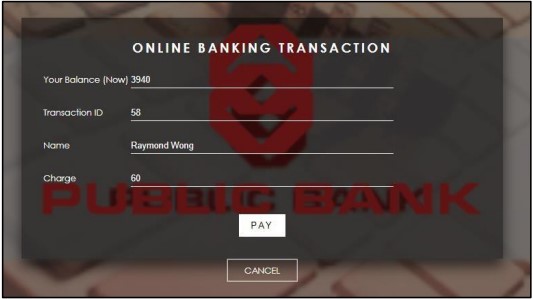 ONLINE BANKING TRANSACTION
Your Balance (Now) 3940
Transaction ID 58
Name Raymond Wong
Charge 60
PUBLIC BANK
PAY
CANCEL